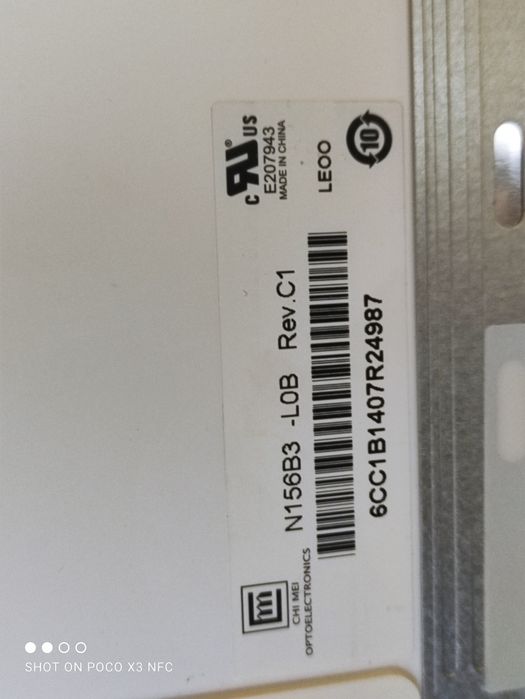 CHI MEI
OPTOELECTRONICS
N156B3 -L0B Rev.C1
6CC1B1407R24987
c RU® US
E207943
MADE IN CHINA
LEOO
10
SHOT ON POCO X3 NFC